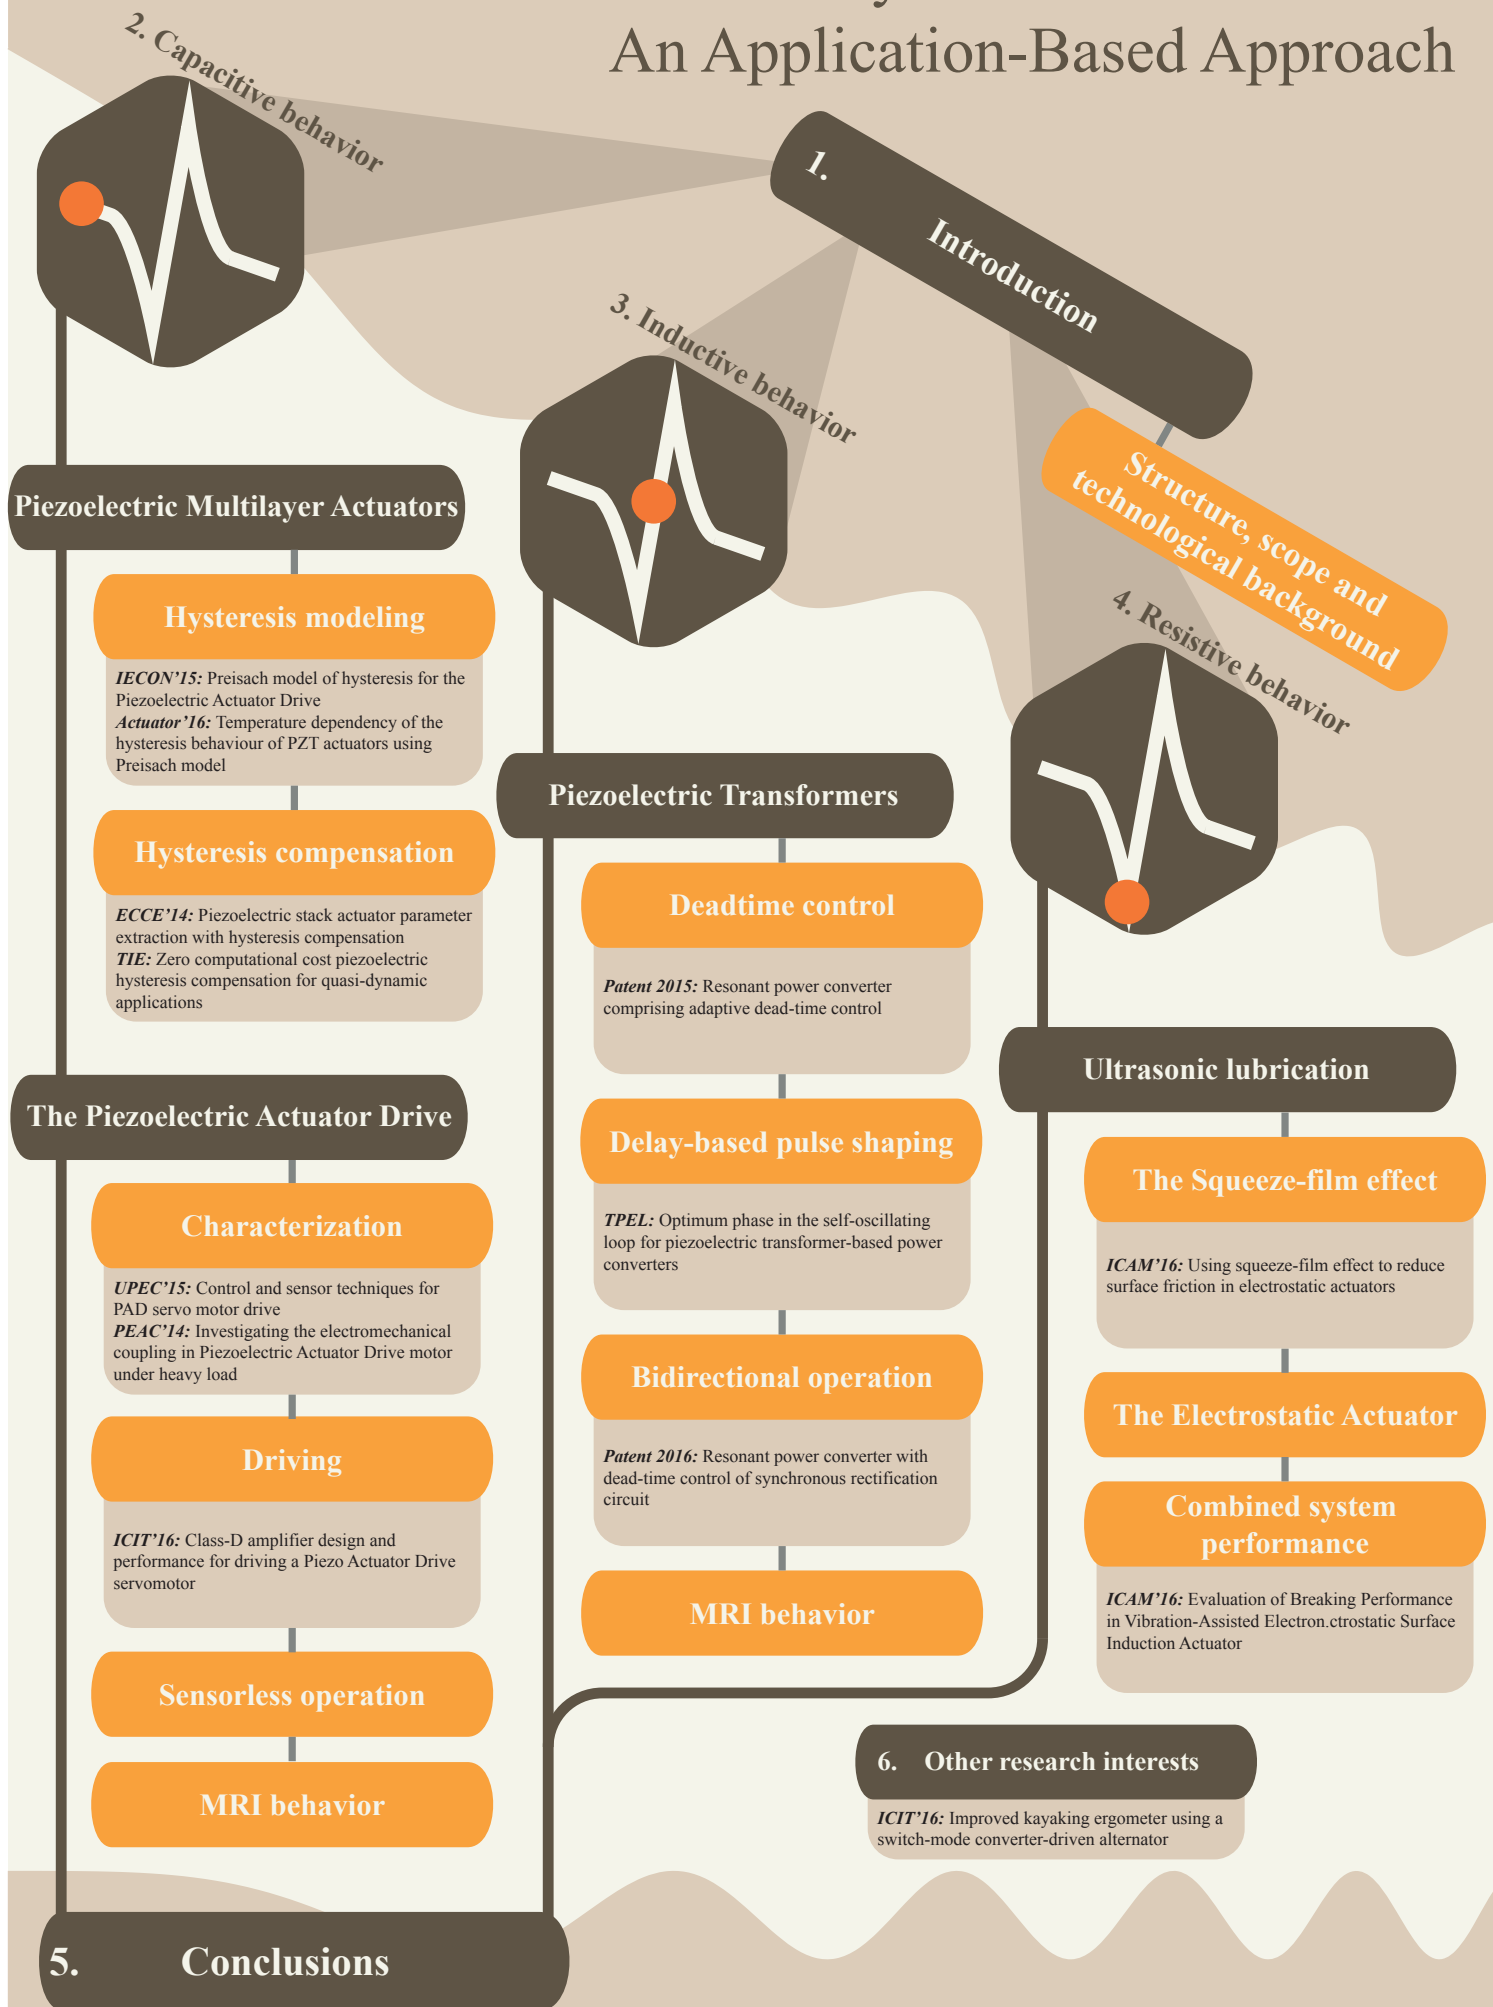 An Application-Based Approach
1.
Introduction
Structure, scope and
technological background
2. Capacitive behavior
Piezoelectric Multilayer Actuators
Hysteresis modeling
IECON’15: Preisach model of hysteresis for the
Piezoelectric Actuator Drive
Actuator’16: Temperature dependency of the
hysteresis behaviour of PZT actuators using
Preisach model
Hysteresis compensation
ECCE’14: Piezoelectric stack actuator parameter
extraction with hysteresis compensation
TIE: Zero computational cost piezoelectric
hysteresis compensation for quasi-dynamic
applications
The Piezoelectric Actuator Drive
Characterization
UPEC’15: Control and sensor techniques for
PAD servo motor drive
PEAC’14: Investigating the electromechanical
coupling in Piezoelectric Actuator Drive motor
under heavy load
Driving
ICIT’16: Class-D amplifier design and
performance for driving a Piezo Actuator Drive
servomotor
Sensorless operation
MRI behavior
3. Inductive behavior
Piezoelectric Transformers
Deadtime control
Patent 2015: Resonant power converter
comprising adaptive dead-time control
Delay-based pulse shaping
TPEL: Optimum phase in the self-oscillating
loop for piezoelectric transformer-based power
converters
Bidirectional operation
Patent 2016: Resonant power converter with
dead-time control of synchronous rectification
circuit
MRI behavior
4. Resistive behavior
Ultrasonic lubrication
The Squeeze-film effect
ICAM’16: Using squeeze-film effect to reduce
surface friction in electrostatic actuators
The Electrostatic Actuator
Combined system
performance
ICAM’16: Evaluation of Breaking Performance
in Vibration-Assisted Electron.ctrostatic Surface
Induction Actuator
5. Conclusions
6. Other research interests
ICIT’16: Improved kayaking ergometer using a
switch-mode converter-driven alternator